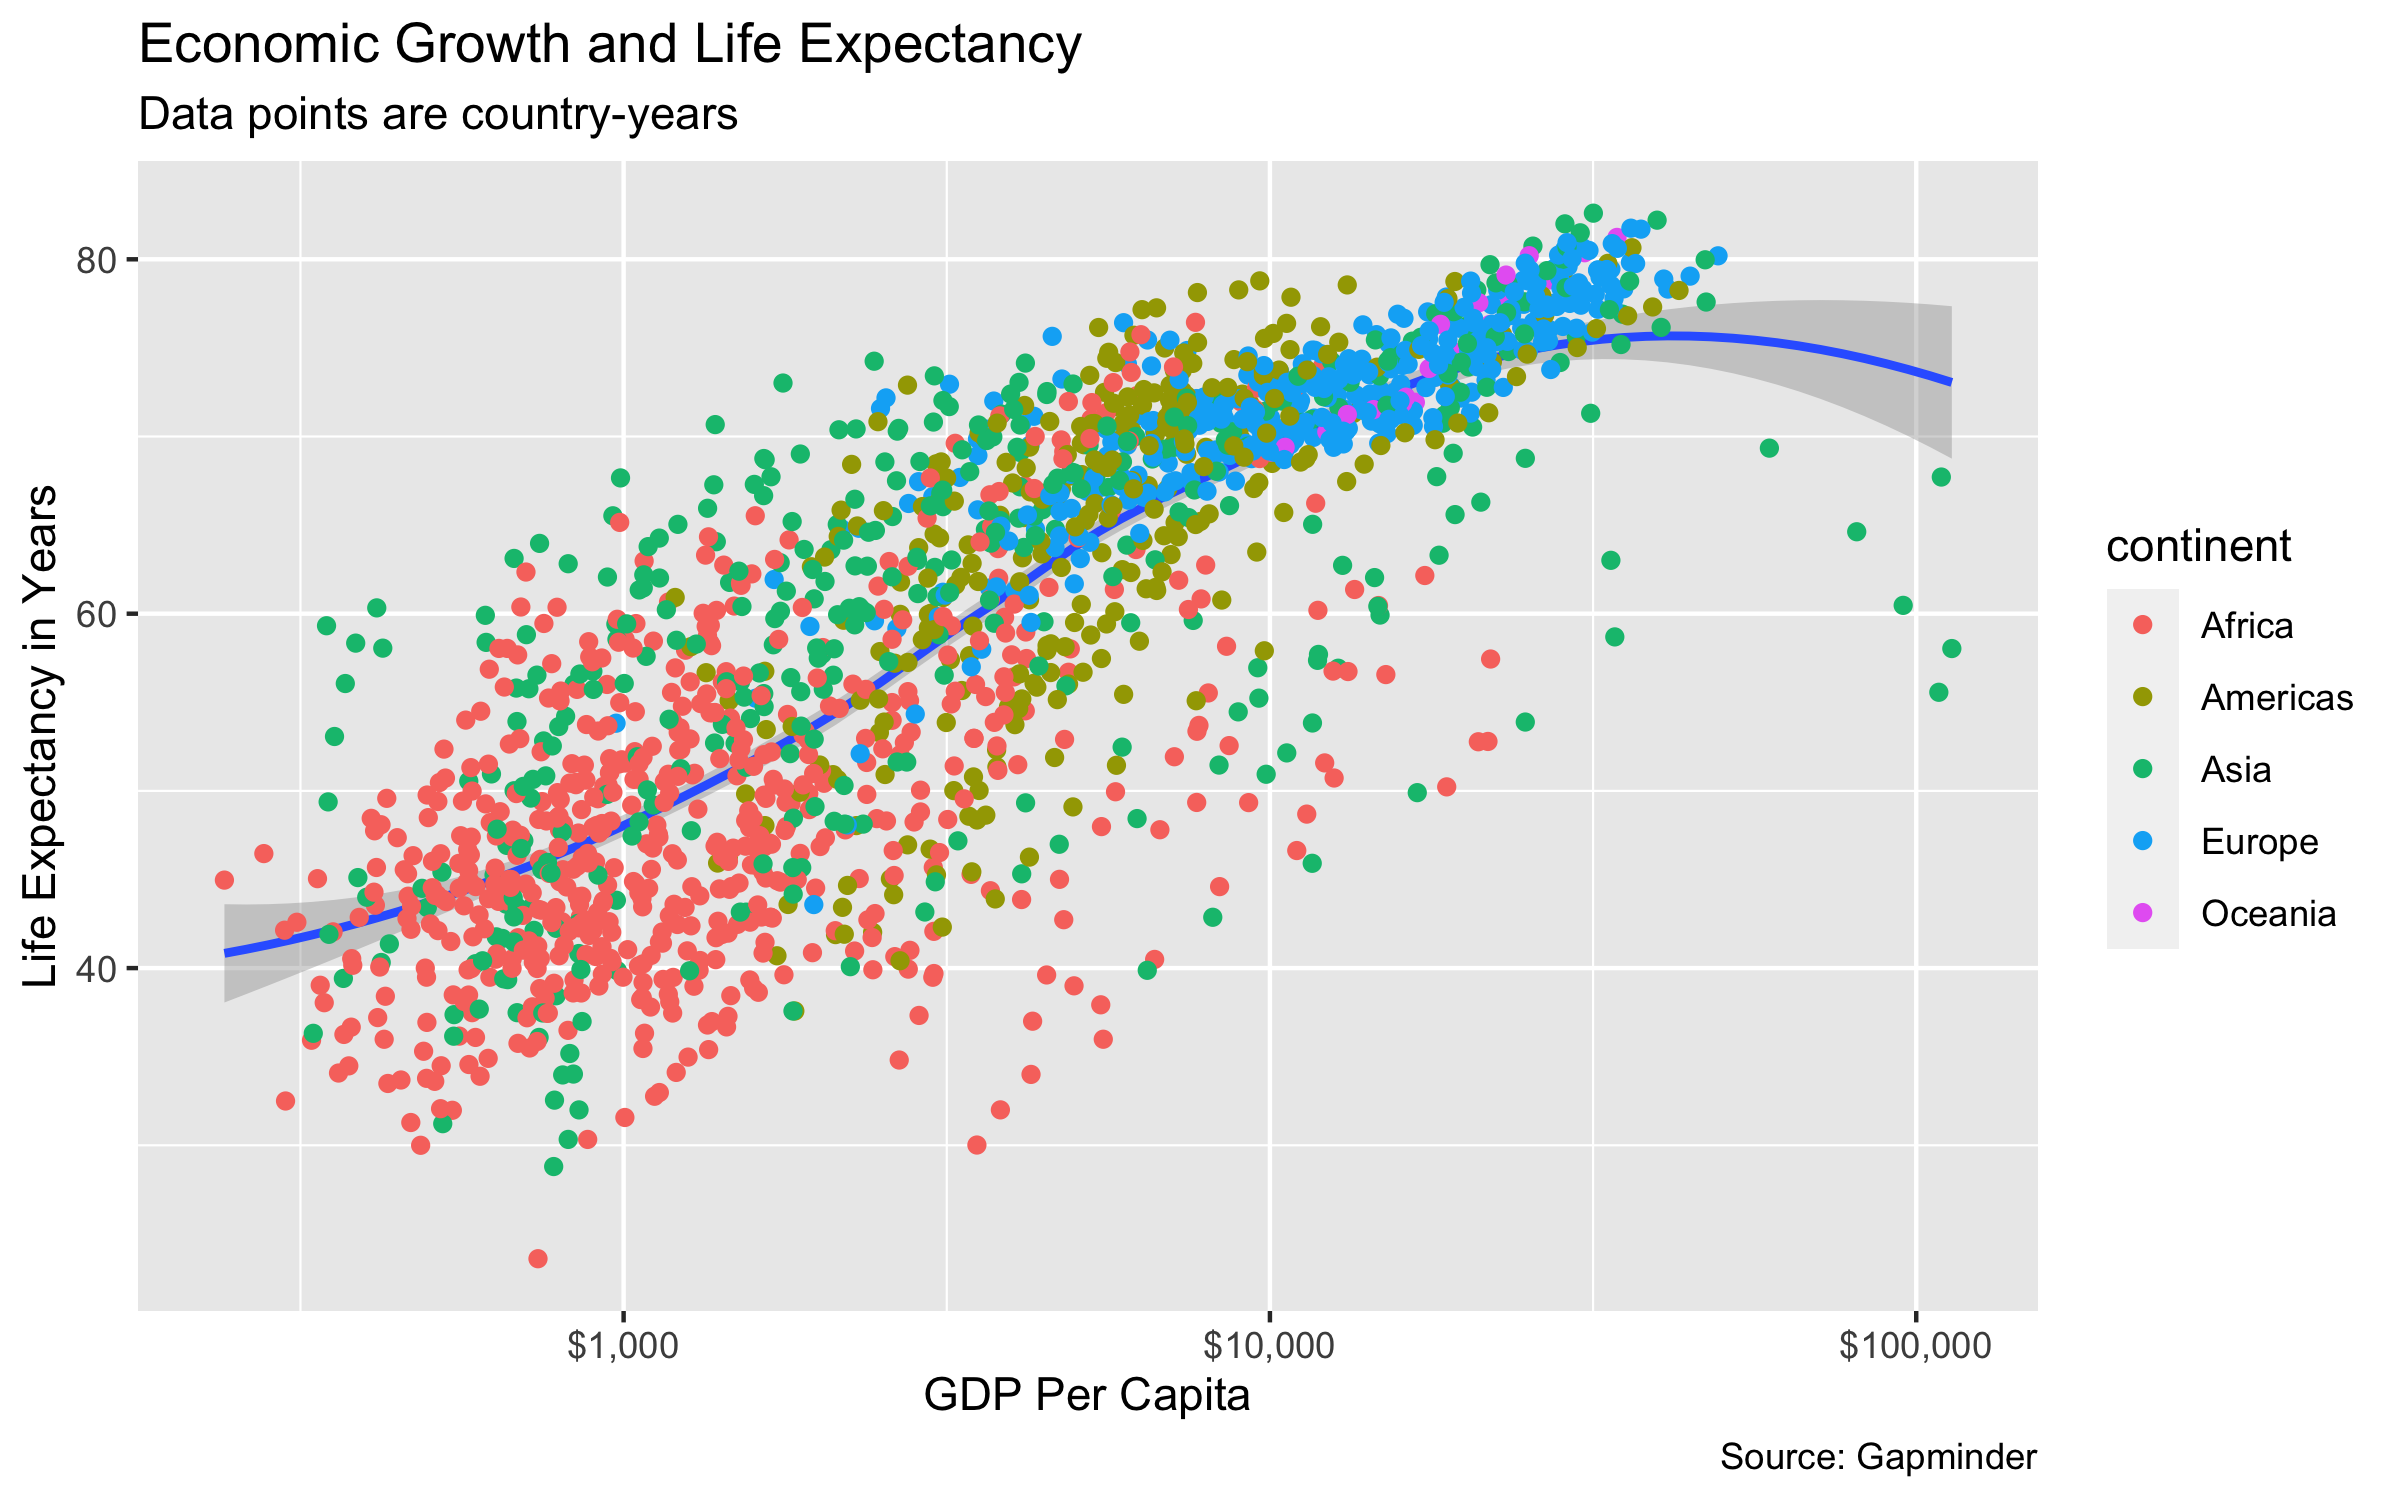 Economic Growth and Life Expectancy
Data points are country-years
Life Expectancy in Years
80
60
40
$1,000
$10,000
$100,000
GDP Per Capita
continent
Africa
Americas
Asia
Europe
Oceania
Source: Gapminder